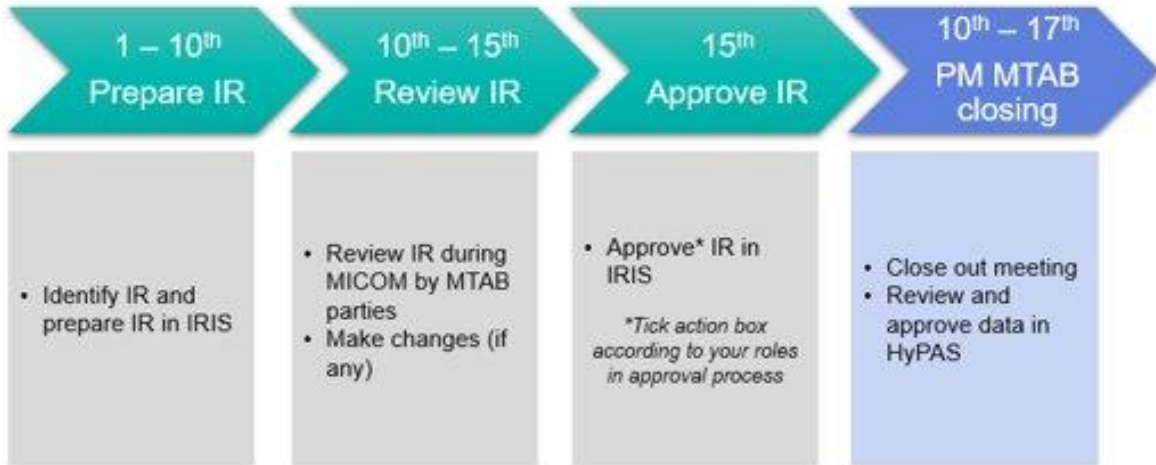 1 – 10th
Prepare IR
10th – 15th
Review IR
15th
Approve IR
10th – 17th
PM MTAB
closing
• Identify IR and
prepare IR in IRIS
• Review IR during
MICOM by MTAB
parties
• Make changes (if
any)
• Approve* IR in
IRIS
*Tick action box
according to your roles
in approval process
• Close out meeting
• Review and
approve data in
HyPAS